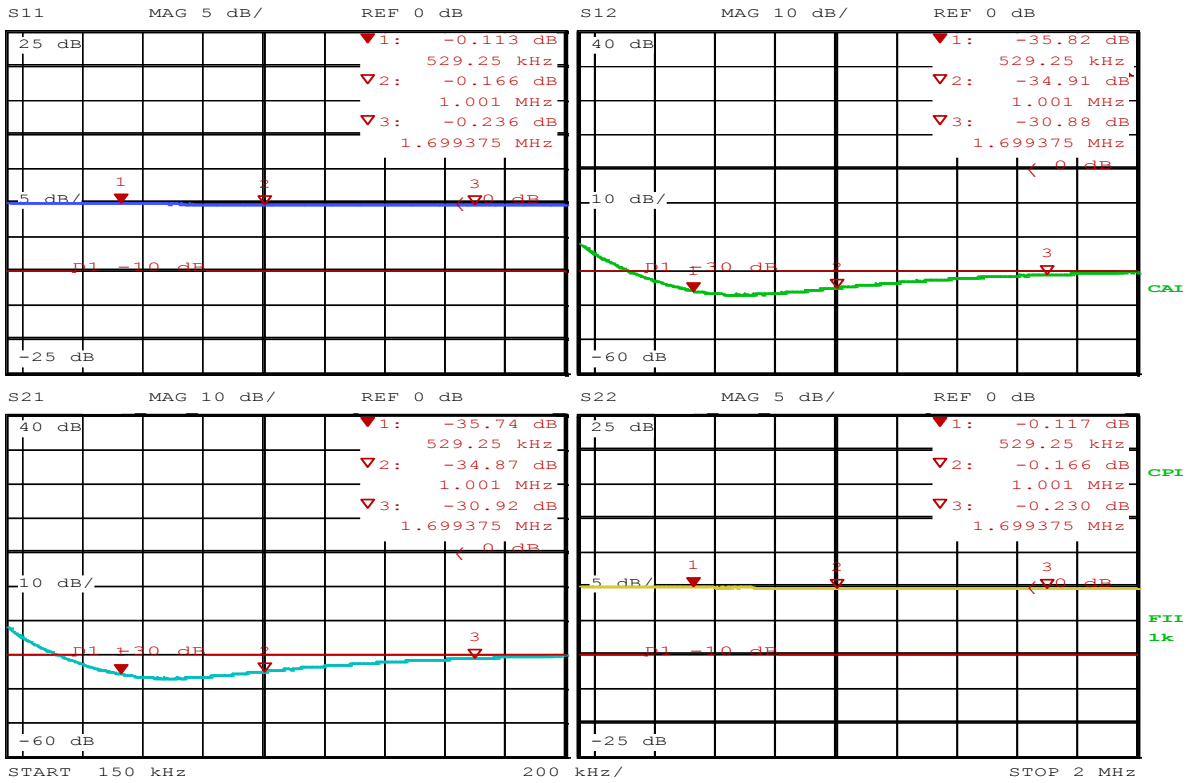 S11 MAG 5 dB/ REF 0 dB
25 dB
1: -0.113 dB
529.25 kHz
2: -0.166 dB
1.001 MHz
3: -0.236 dB
1.699375 MHz
1
2
3
5 dB/
0 dB
D1 -10 dB
-25 dB
S12 MAG 10 dB/ REF 0 dB
40 dB
1: -35.82 dB
529.25 kHz
2: -34.91 dB
1.001 MHz
3: -30.88 dB
1.699375 MHz
0 dB
10 dB/
3
D1 -30 dB
1
2
-60 dB
CAI
S21 MAG 10 dB/ REF 0 dB
40 dB
1: -35.74 dB
529.25 kHz
2: -34.87 dB
1.001 MHz
3: -30.92 dB
1.699375 MHz
0 dB
10 dB/
3
D1 -30 dB
2
-60 dB
S22 MAG 5 dB/ REF 0 dB
25 dB
1: -0.117 dB
529.25 kHz
2: -0.166 dB
1.001 MHz
3: -0.230 dB
1.699375 MHz
1
2
3
5 dB/
0 dB
D1 -10 dB
-25 dB
CPI
FII
1k
START 150 kHz 200 kHz/ STOP 2 MHz